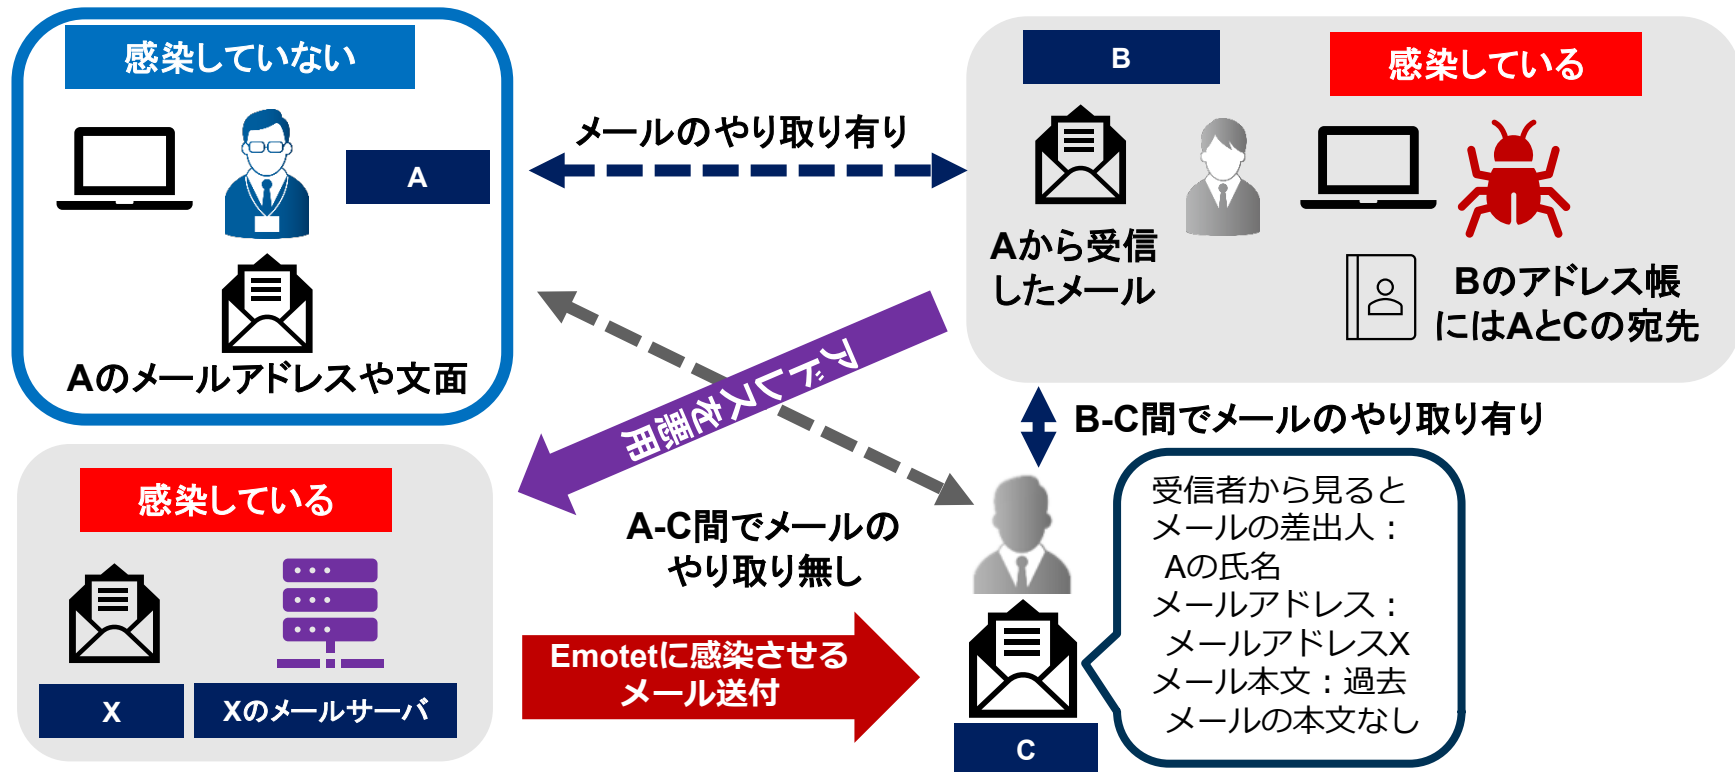 感染していない
A
Aのメールアドレスや文面
メールのやり取り有り
B
感染している
Aから受信
したメール
Bのアドレス帳
にはAとCの宛先
アドレスを悪用
B-C間でメールのやり取り有り
A-C間でメールの
やり取り無し
感染している
X
Xのメールサーバ
Emotetに感染させる
メール送付
C
受信者から見ると
メールの差出人：
Aの氏名
メールアドレス：
メールアドレスX
メール本文：過去
メールの本文なし